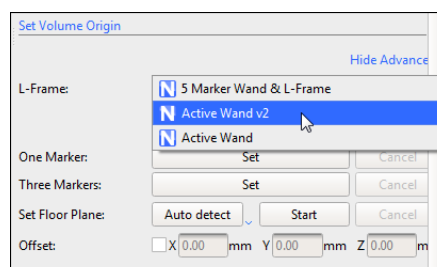 Set Volume Origin
Hide Advance
L-Frame:
5 Marker Wand & L-Frame
Active Wand v2
Active Wand
One Marker: Set Cancel
Three Markers: Set Cancel
Set Floor Plane: Auto detect Start Cancel
Offset: X 0.00 mm Y 0.00 mm Z 0.00 m